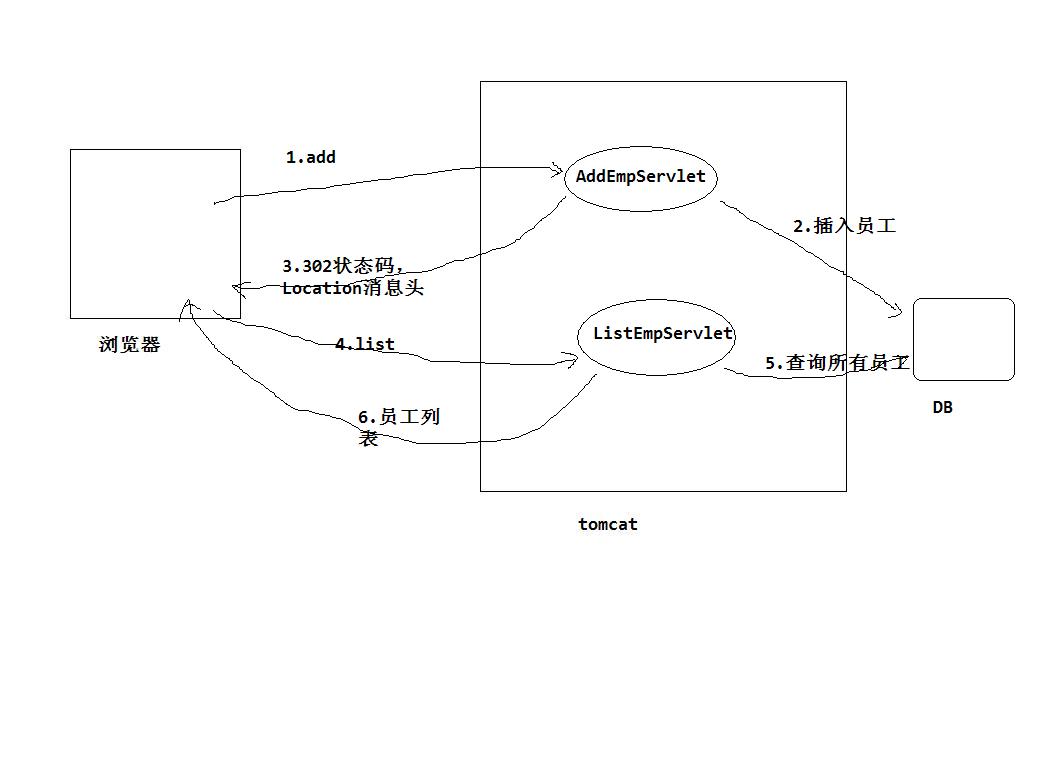 1.add
AddEmpServlet
2.插入员工
3.302状态码,
Location消息头
浏览器
4.list
ListEmpServlet
5.查询所有员工
DB
6.员工列
表
tomcat